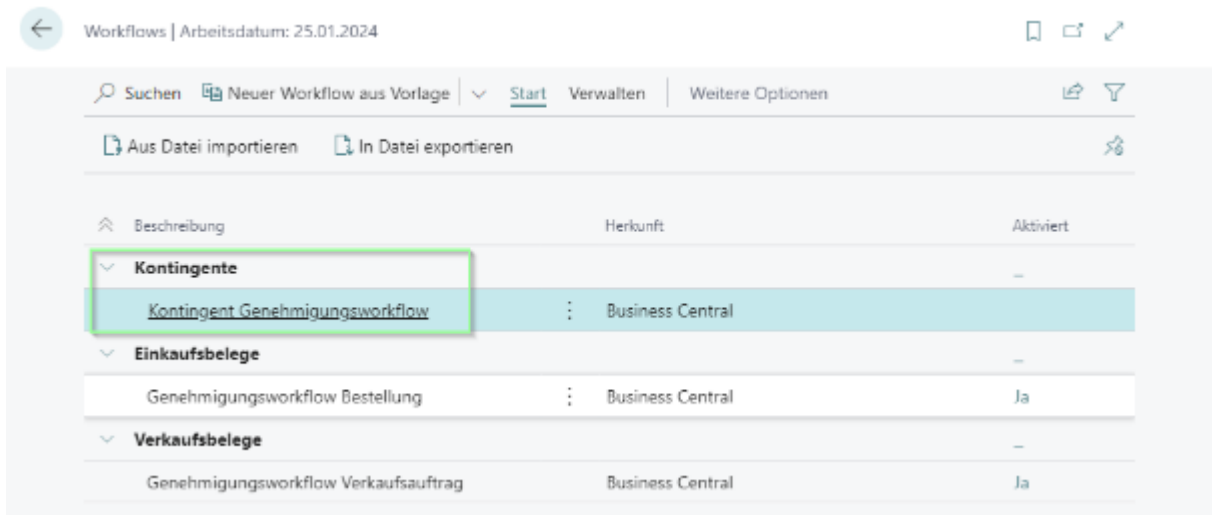 Workflows | Arbeitsdatum: 25.01.2024
Suchen Neuer Workflow aus Vorlage Start Verwalten Weitere Optionen
Aus Datei importieren In Datei exportieren
Beschreibung Herkunft Aktiviert
Kontingente _
Kontingent Genehmigungsworkflow Business Central
Einkaufsbelege _
Genehmigungsworkflow Bestellung Business Central Ja
Verkaufsbelege _
Genehmigungsworkflow Verkaufsauftrag Business Central Ja